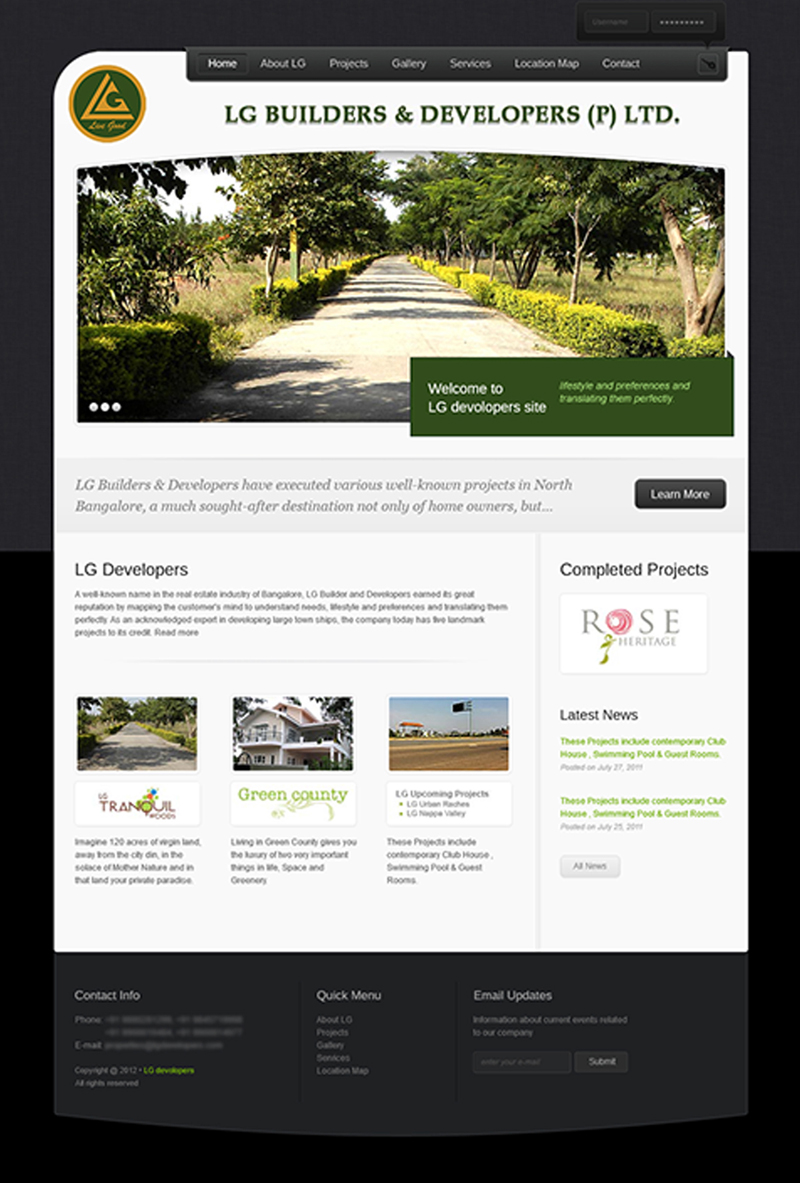 Username
Home About LG Projects Gallery Services Location Map Contact
LG
Live Good
LG BUILDERS & DEVELOPERS (P) LTD.
Welcome to
LG devolopers site
lifestyle and preferences and
translating them perfectly.
LG Builders & Developers have executed various well-known projects in North
Bangalore, a much sought-after destination not only of home owners, but...
Learn More
LG Developers
A well-known name in the real estate industry of Bangalore, LG Builder and Developers earned its great
reputation by mapping the customer's mind to understand needs, lifestyle and preferences and translating them
perfectly. As an acknowledged expert in developing large town ships, the company today has five landmark
projects to its credit. Read more
LG
TRANQUIL
WOODS
Imagine 120 acres of virgin land,
away from the city din, in the
solace of Mother Nature and in
that land your private paradise.
Green county
Living in Green County gives you
the luxury of two very important
things in life, Space and
Greenery.
LG Upcoming Projects
LG Urban Raches
LG Nappa Valley
These Projects include
contemporary Club House ,
Swimming Pool & Guest
Rooms.
Completed Projects
ROSE
HERITAGE
Latest News
These Projects include contemporary Club
House , Swimming Pool & Guest Rooms.
Posted on July 27, 2011
These Projects include contemporary Club
House , Swimming Pool & Guest Rooms.
Posted on July 25, 2011
All News
Contact Info
Phone:
E-mail:
Copyright @ 2012 • LG devolopers
All rights reserved
Quick Menu
About LG
Projects
Gallery
Services
Location Map
Email Updates
Information about current events related
to our company
enter your e-mail
Submit